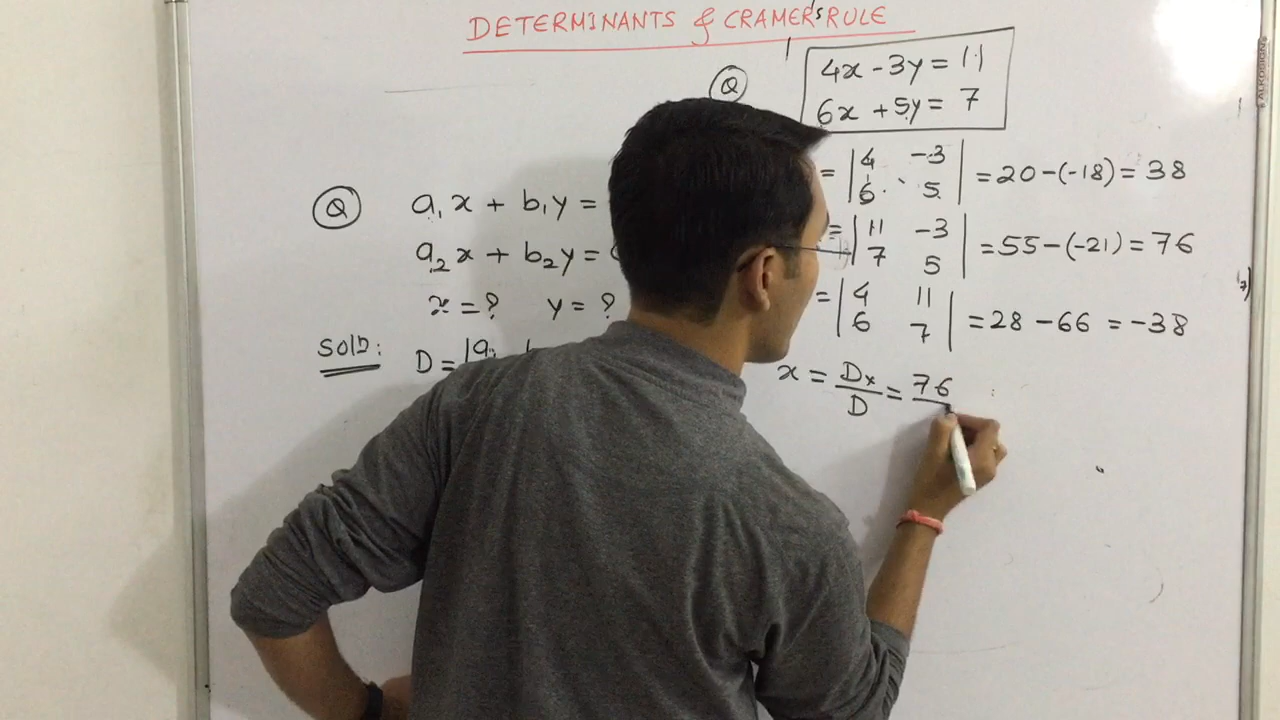 DETERMINANTS & CRAMER'S RULE
Q
4x - 3y = 11
6x + 5y = 7
Q
a₁x + b₁y =
a₂x + b₂y =
x = ? y = ?
Solⁿ:
D =
= |4 -3| = 20 - (-18) = 38
|6 5|
= |11 -3| = 55 - (-21) = 76
|7 5|
= |4 11| = 28 - 66 = -38
|6 7|
x = Dx/D = 76
ALKOSIGN